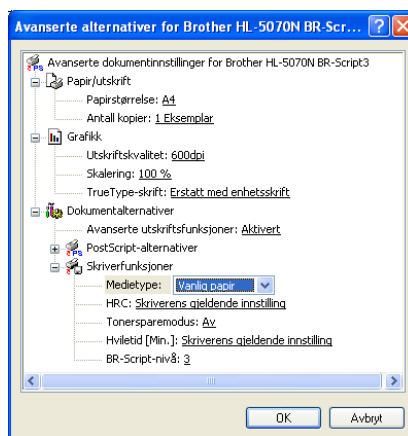 Avanserte alternativer for Brother HL-5070N BR-Scr...
Avanserte dokumentinnstillinger for Brother HL-5070N BR-Script3
Papir/utskrift
Papirstørrelse: A4
Antall kopier: 1 Eksemplar
Grafikk
Utskriftskvalitet: 600dpi
Skalering: 100 %
TrueType-skrift: Erstatt med enhetsskrift
Dokumentalternativer
Avanserte utskriftsfunksjoner: Aktivert
PostScript-alternativer
Skriverfunksjoner
Medietype: Vanlig papir
HRC: Skriverens gjeldende innstilling
Tonersparemodus: Av
Hviletid [Min.]: Skriverens gjeldende innstilling
BR-Script-nivå: 3
OK Avbryt